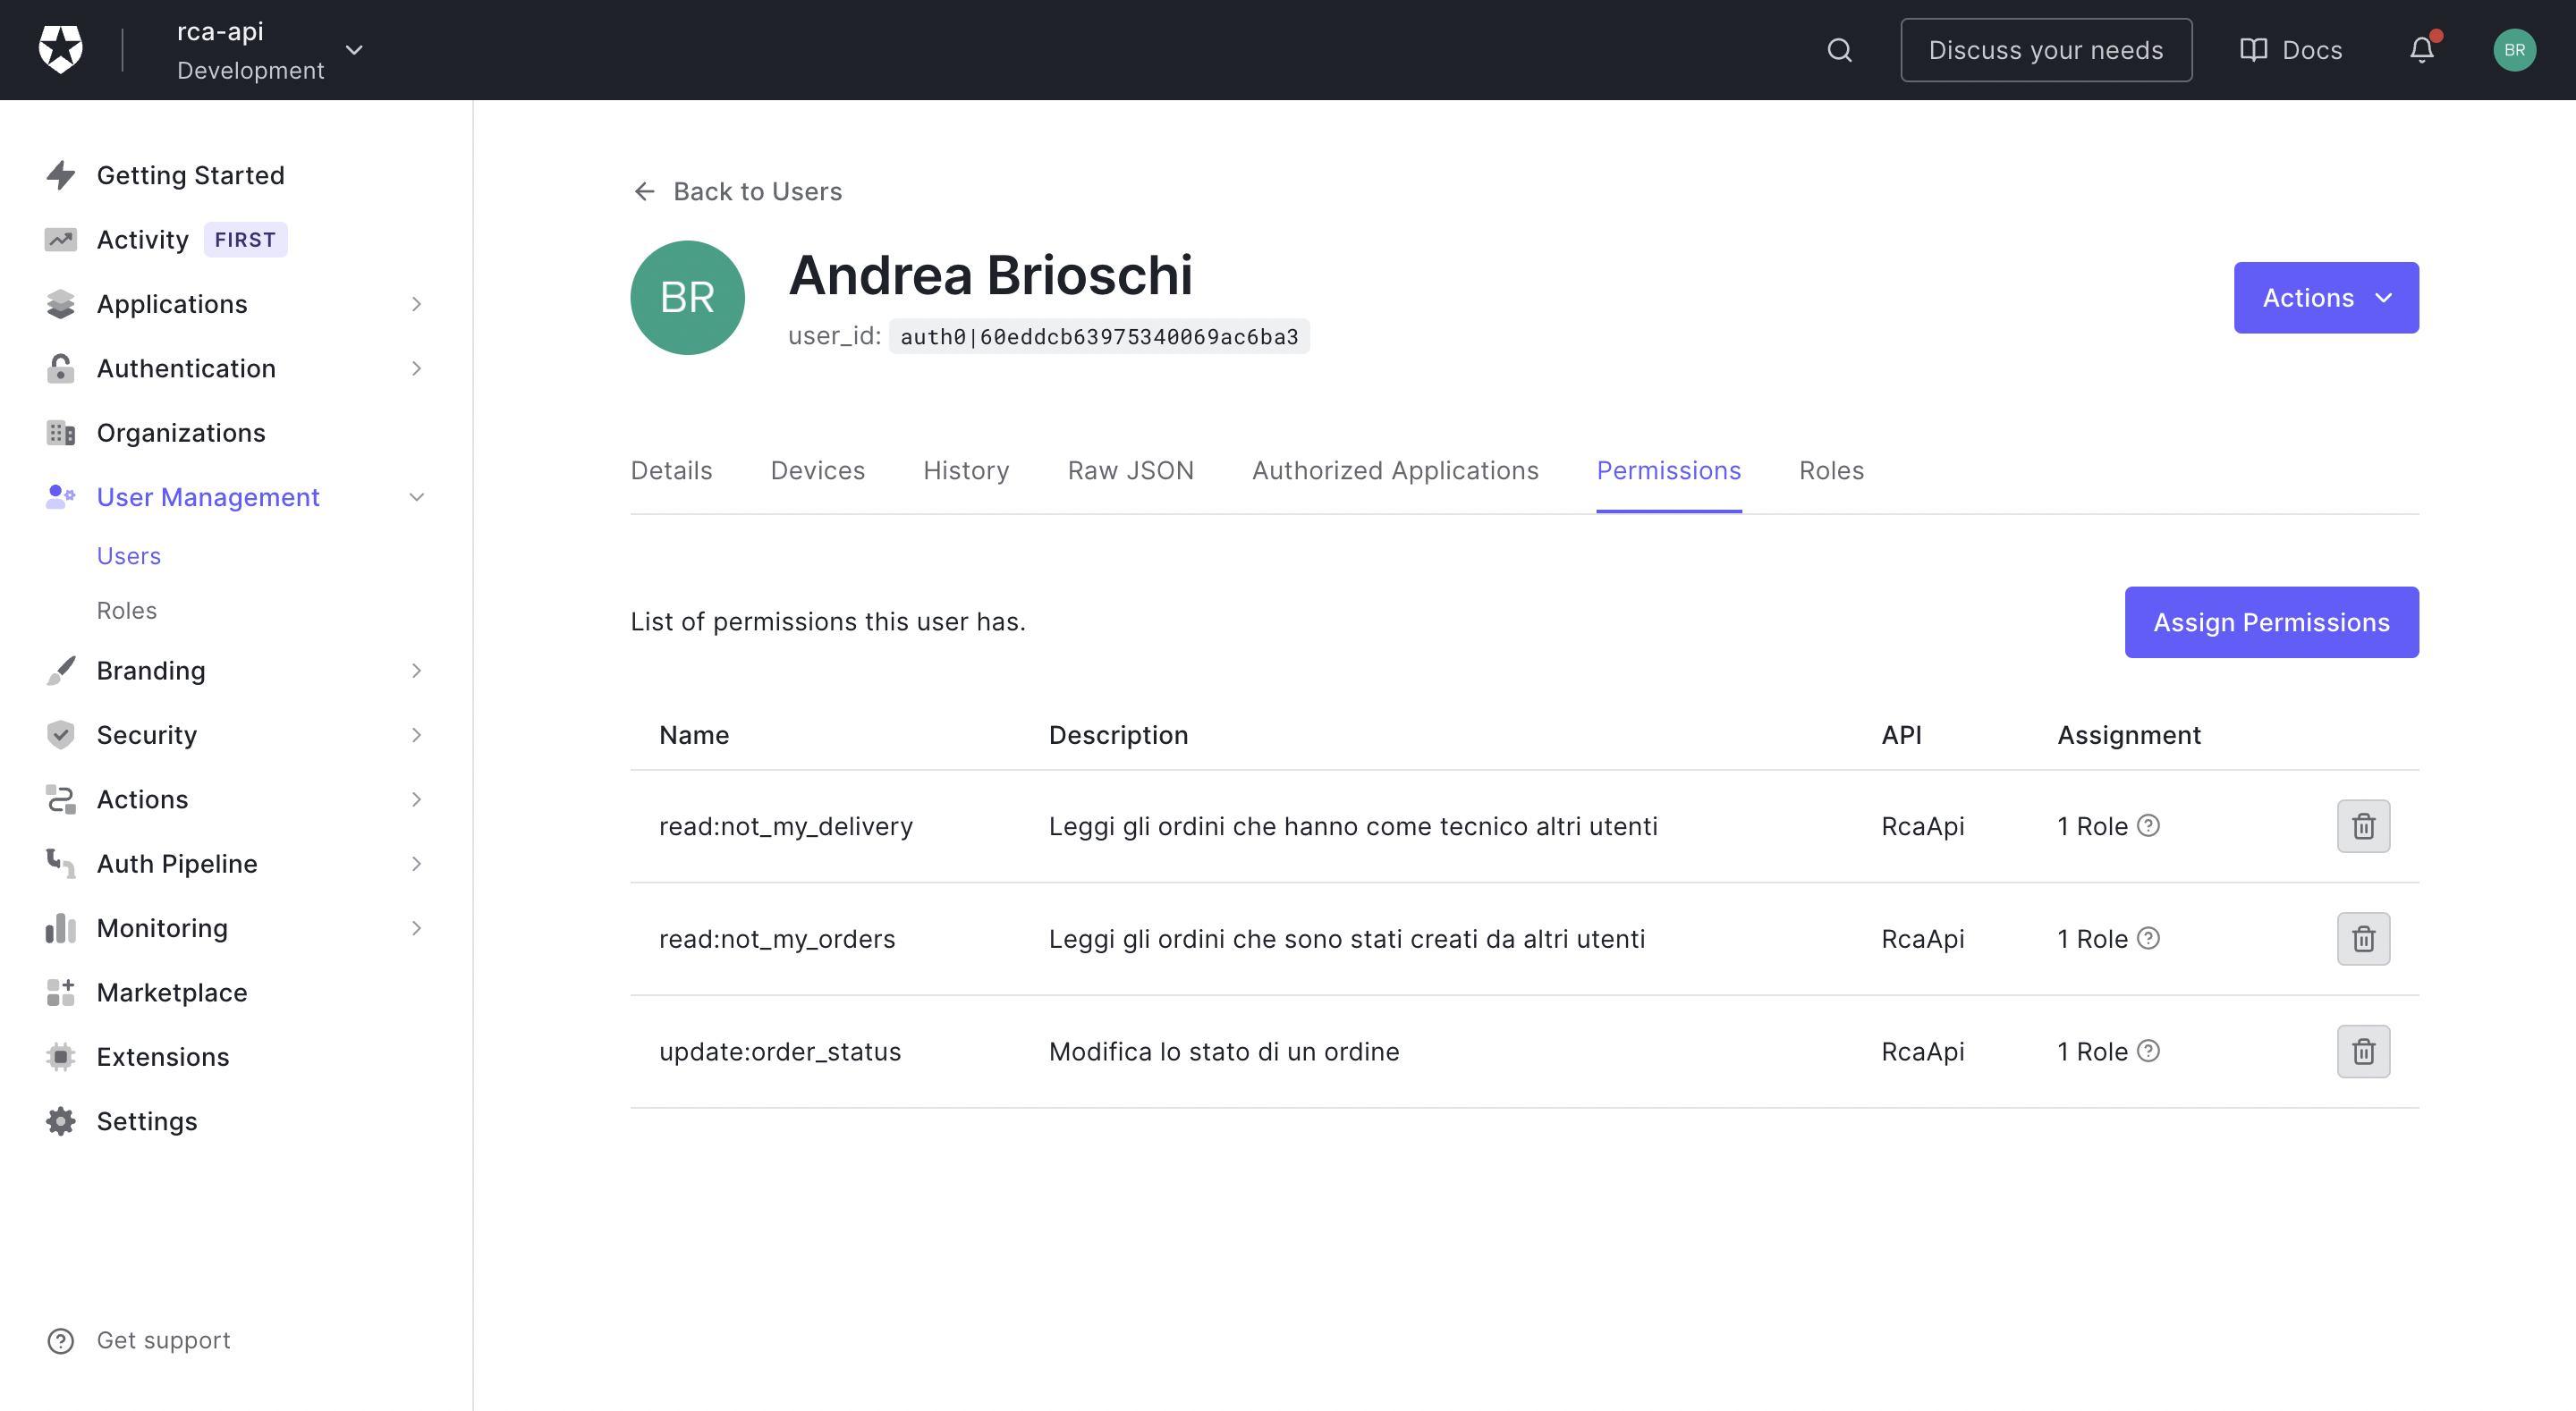 rca-api
Development
Discuss your needs
Docs
BR
Getting Started
Activity FIRST
Applications
Authentication
Organizations
User Management
Users
Roles
Branding
Security
Actions
Auth Pipeline
Monitoring
Marketplace
Extensions
Settings
Get support
Back to Users
BR
Andrea Brioschi
user_id: auth0|60eddcb63975340069ac6ba3
Actions
Details Devices History Raw JSON Authorized Applications Permissions Roles
List of permissions this user has.
Assign Permissions
Name Description API Assignment
read:not_my_delivery Leggi gli ordini che hanno come tecnico altri utenti RcaApi 1 Role
read:not_my_orders Leggi gli ordini che sono stati creati da altri utenti RcaApi 1 Role
update:order_status Modifica lo stato di un ordine RcaApi 1 Role